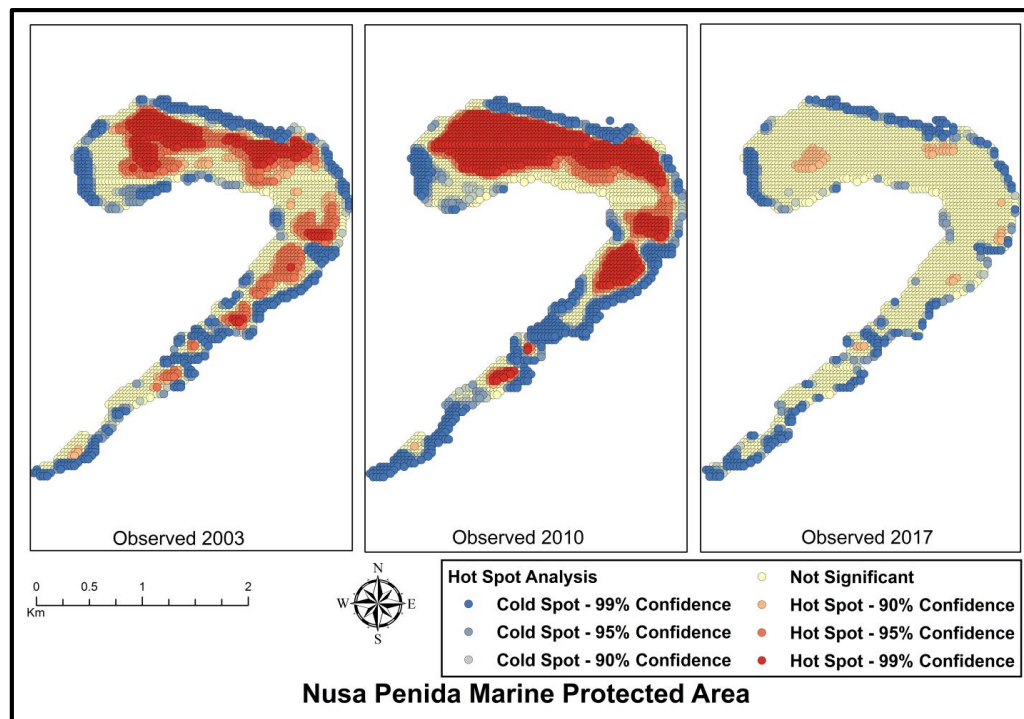 Observed 2003
Observed 2010
Observed 2017
0 0.5 1 2
Km
N
W E
S
Hot Spot Analysis
Cold Spot - 99% Confidence
Cold Spot - 95% Confidence
Cold Spot - 90% Confidence
Not Significant
Hot Spot - 90% Confidence
Hot Spot - 95% Confidence
Hot Spot - 99% Confidence
Nusa Penida Marine Protected Area